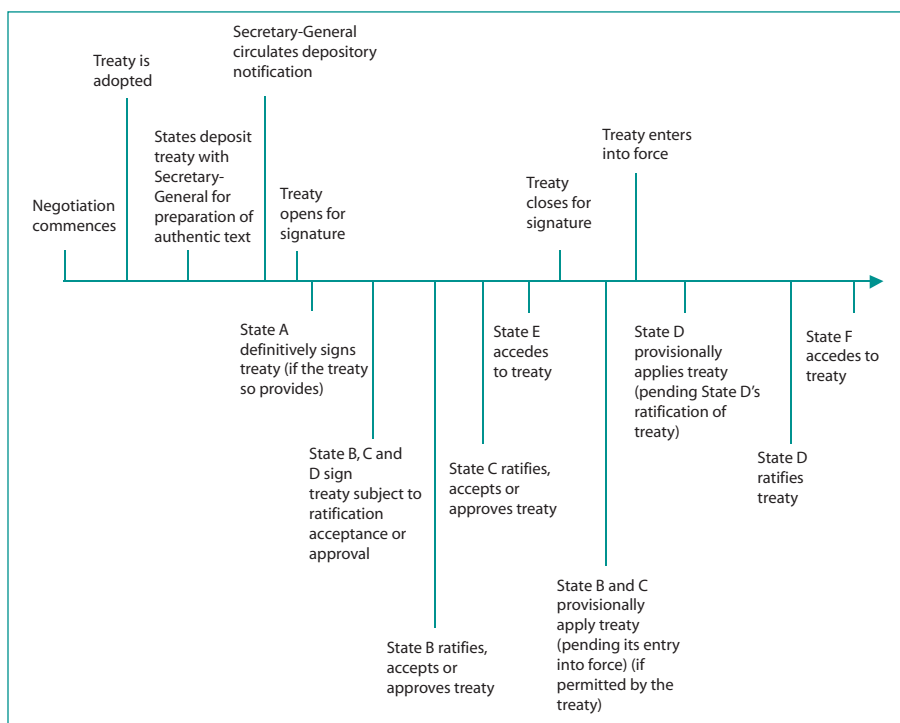 Negotiation
commences
Treaty is
adopted
States deposit
treaty with
Secretary-
General for
preparation of
authentic text
Secretary-General
circulates depository
notification
Treaty
opens for
signature
Treaty
closes for
signature
Treaty enters
into force
State A
definitively signs
treaty (if the treaty
so provides)
State B, C and
D sign
treaty subject to
ratification
acceptance or
approval
State B ratifies,
accepts or
approves treaty
State C ratifies,
accepts or
approves treaty
State E
accedes
to treaty
State B and C
provisionally
apply treaty
(pending its entry
into force) (if
permitted by the
treaty)
State D
provisionally
applies treaty
(pending State D's
ratification of
treaty)
State D
ratifies
treaty
State F
accedes to
treaty